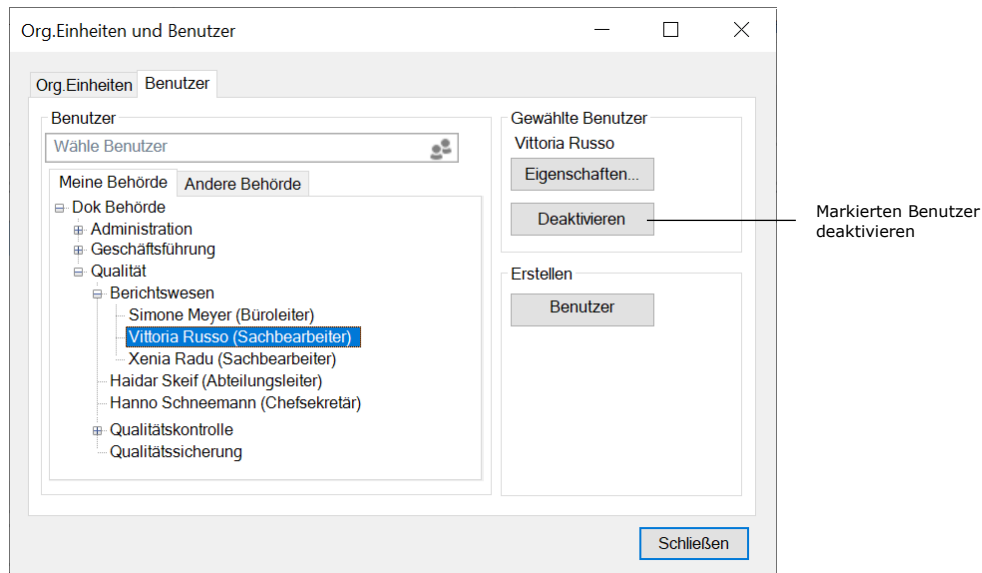 Org.Einheiten und Benutzer
Org.Einheiten Benutzer
Benutzer
Wähle Benutzer
Meine Behörde Andere Behörde
Dok Behörde
Administration
Geschäftsführung
Qualität
Berichtswesen
Simone Meyer (Büroleiter)
Vittoria Russo (Sachbearbeiter)
Xenia Radu (Sachbearbeiter)
Haidar Skeif (Abteilungsleiter)
Hanno Schneemann (Chefsekretär)
Qualitätskontrolle
Qualitätssicherung
Gewählte Benutzer
Vittoria Russo
Eigenschaften...
Deaktivieren
Erstellen
Benutzer
Schließen
Markierten Benutzer
deaktivieren